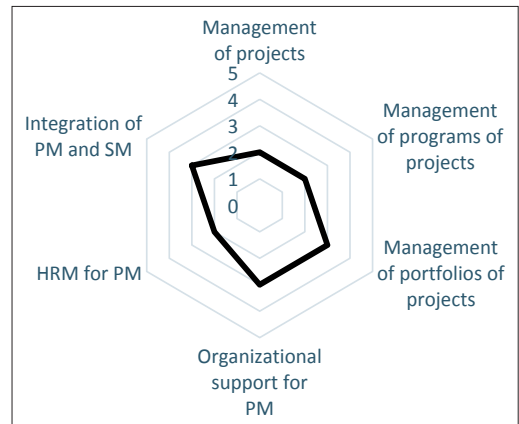 Management
of projects
5
4
3
2
1
0
Management
of programs of
projects
Management
of portfolios of
projects
Organizational
support for
PM
HRM for PM
Integration of
PM and SM